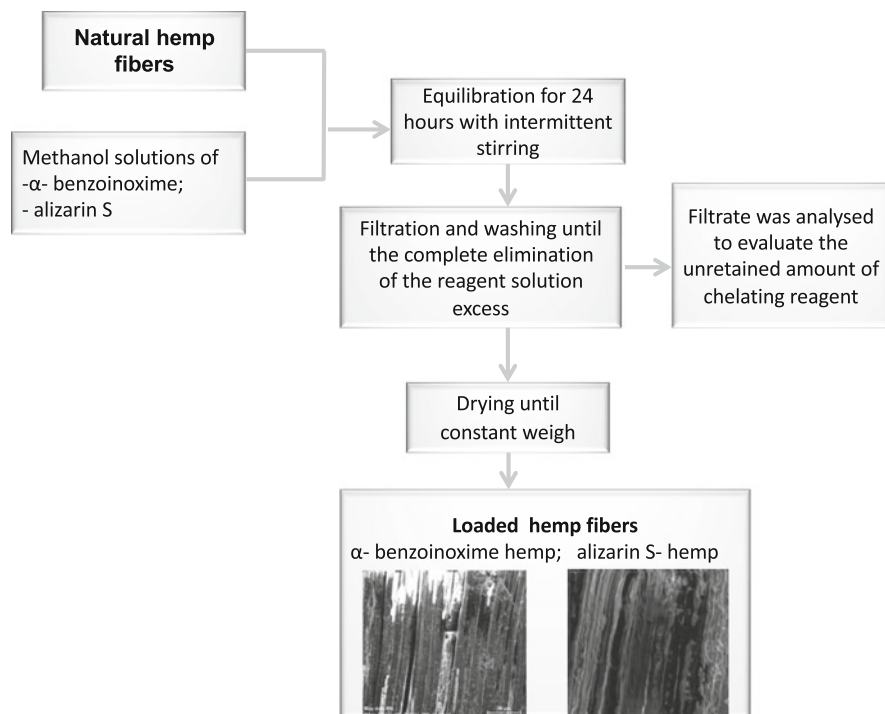 Natural hemp
fibers
Methanol solutions of
-α- benzoinoxime;
- alizarin S
Equilibration for 24
hours with intermittent
stirring
Filtration and washing until
the complete elimination
of the reagent solution
excess
Filtrate was analysed
to evaluate the
unretained amount of
chelating reagent
Drying until
constant weigh
Loaded hemp fibers
α- benzoinoxime hemp; alizarin S- hemp